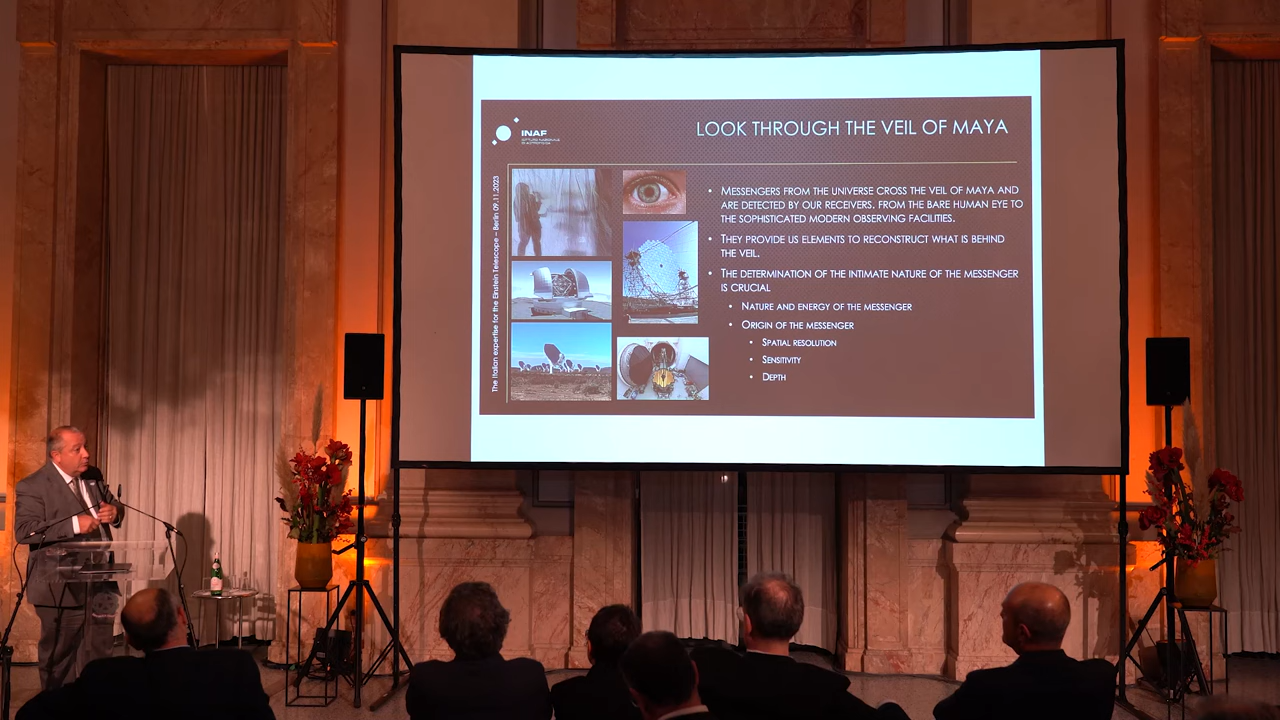 INAF
ISTITUTO NAZIONALE
DI ASTROFISICA
LOOK THROUGH THE VEIL OF MAYA
The Italian expertise for the Einstein Telescope – Berlin 09.11.2023
• MESSENGERS FROM THE UNIVERSE CROSS THE VEIL OF MAYA AND
ARE DETECTED BY OUR RECEIVERS. FROM THE BARE HUMAN EYE TO
THE SOPHISTICATED MODERN OBSERVING FACILITIES.
• THEY PROVIDE US ELEMENTS TO RECONSTRUCT WHAT IS BEHIND
THE VEIL.
• THE DETERMINATION OF THE INTIMATE NATURE OF THE MESSENGER
IS CRUCIAL
• NATURE AND ENERGY OF THE MESSENGER
• ORIGIN OF THE MESSENGER
• SPATIAL RESOLUTION
• SENSITIVITY
• DEPTH